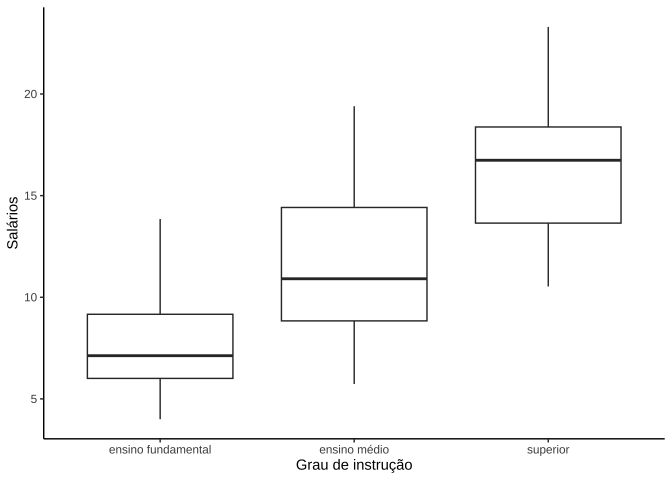 Salários
20
15
10
5
ensino fundamental
ensino médio
superior
Grau de instrução